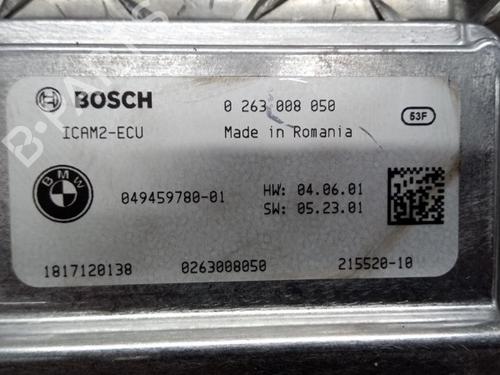 BOSCH 0 263 008 050
ICAM2-ECU Made in Romania 53F
BMW 049459780-01 HW: 04.06.01
SW: 05.23.01
1817120138 0263008050 215520-10
B-PARTS